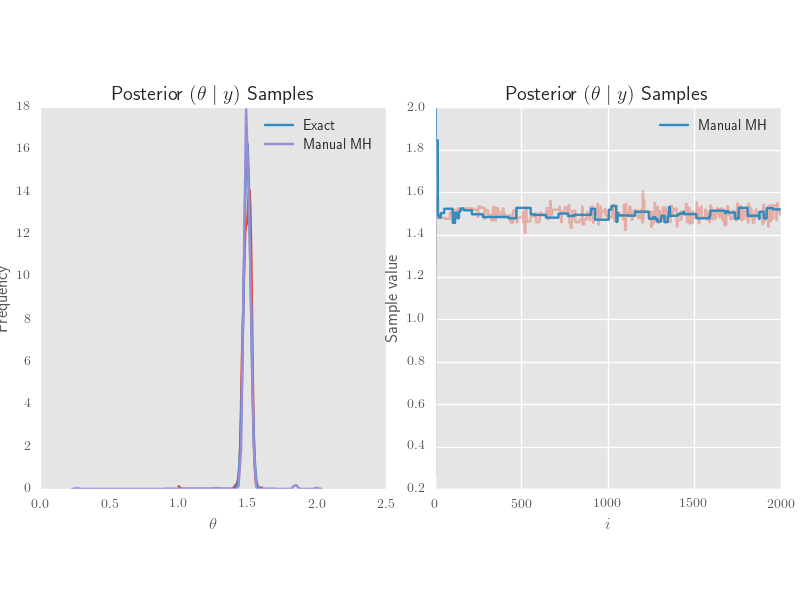 Posterior (θ | y) Samples
Exact
Manual MH
18
16
14
12
10
8
6
4
2
0
Frequency
0.0 0.5 1.0 1.5 2.0 2.5
θ
Posterior (θ | y) Samples
Manual MH
2.0
1.8
1.6
1.4
1.2
1.0
0.8
0.6
0.4
0.2
Sample value
0 500 1000 1500 2000
i